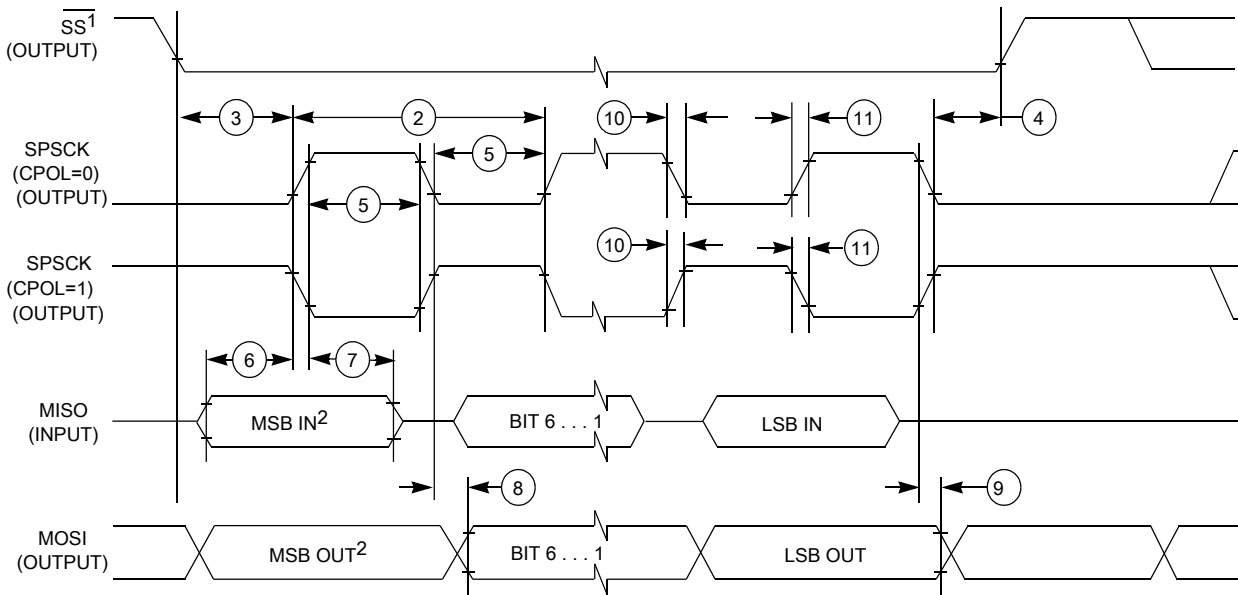 SS1
(OUTPUT)
3
2
10
11
4
SPSCK
(CPOL=0)
(OUTPUT)
5
5
SPSCK
(CPOL=1)
(OUTPUT)
10
11
6
7
MISO
(INPUT)
MSB IN2
BIT 6 . . . 1
LSB IN
8
9
MOSI
(OUTPUT)
MSB OUT2
BIT 6 . . . 1
LSB OUT